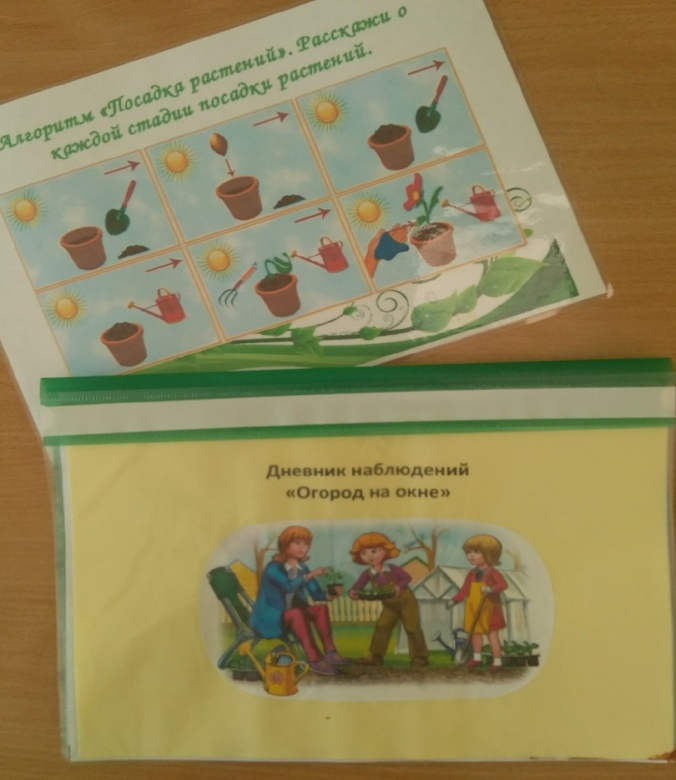 Алгоритм «Посадка растений». Расскажи о
каждой стадии посадки растений.
Дневник наблюдений
«Огород на окне»